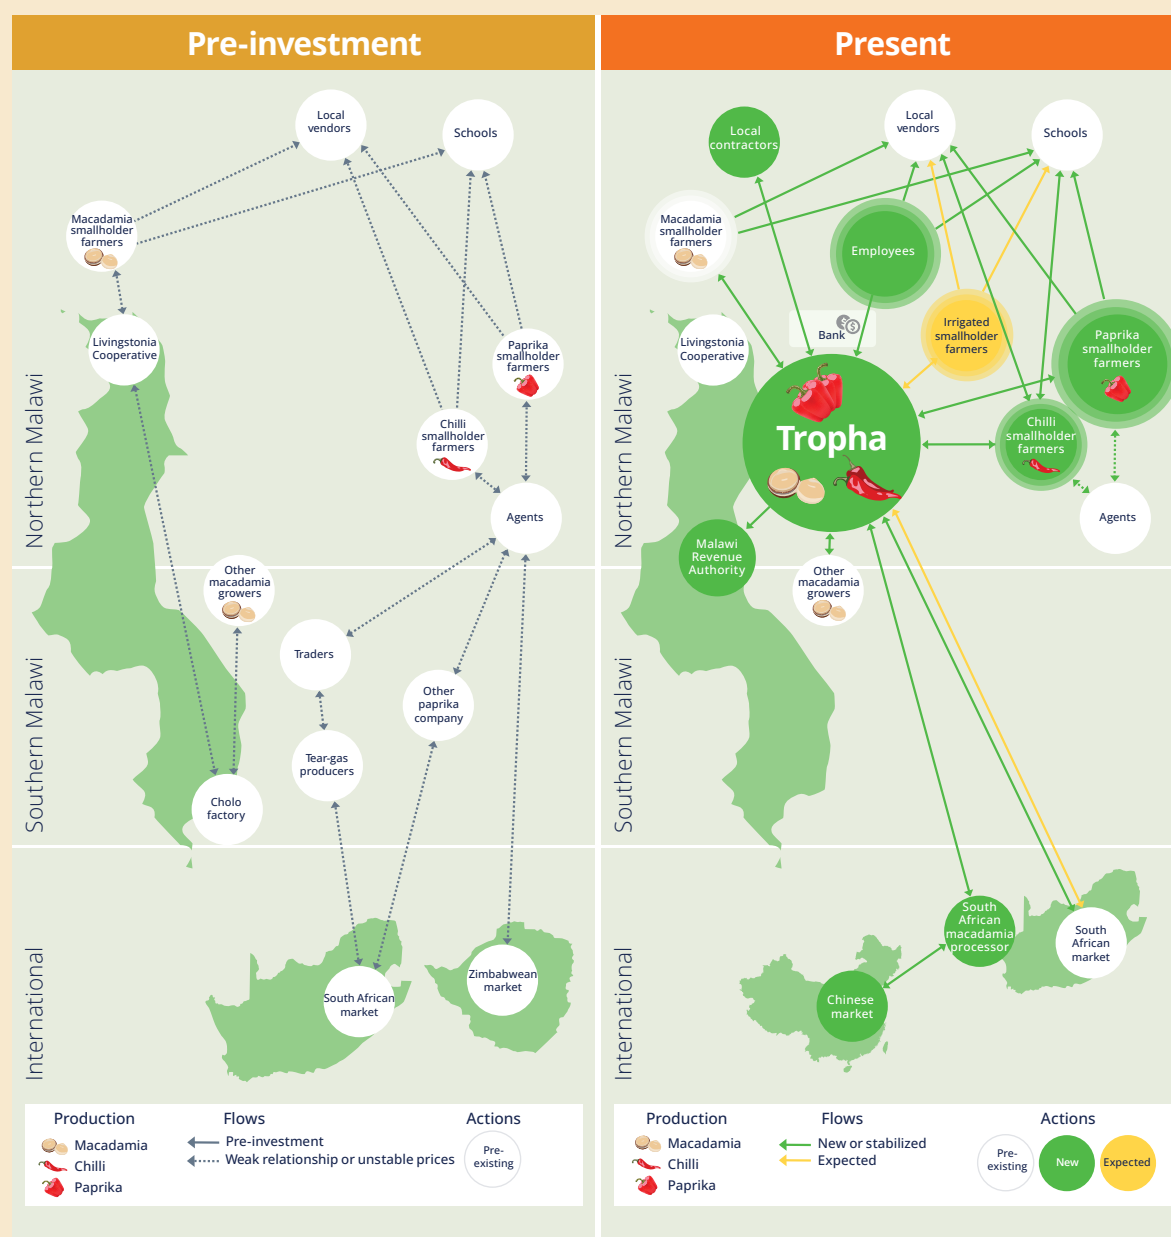 Pre-investment
Local
vendors
Schools
Macadamia
smallholder
farmers
Livingstonia
Cooperative
Paprika
smallholder
farmers
Chilli
smallholder
farmers
Agents
Northern Malawi
Other
macadamia
growers
Traders
Other
paprika
company
Tear-gas
producers
Cholo
factory
Southern Malawi
South African
market
Zimbabwean
market
International
Production
Macadamia
Chilli
Paprika
Flows
Pre-investment
Weak relationship or unstable prices
Actions
Pre-
existing
Present
Local
contractors
Local
vendors
Schools
Macadamia
smallholder
farmers
Employees
Livingstonia
Cooperative
Bank
$
$
Irrigated
smallholder
farmers
Paprika
smallholder
farmers
Tropha
Chilli
smallholder
farmers
Agents
Malawi
Revenue
Authority
Northern Malawi
Other
macadamia
growers
Southern Malawi
South
African
macadamia
processor
South
African
market
Chinese
market
International
Production
Macadamia
Chilli
Paprika
Flows
New or stabilized
Expected
Actions
Pre-
existing
New
Expected